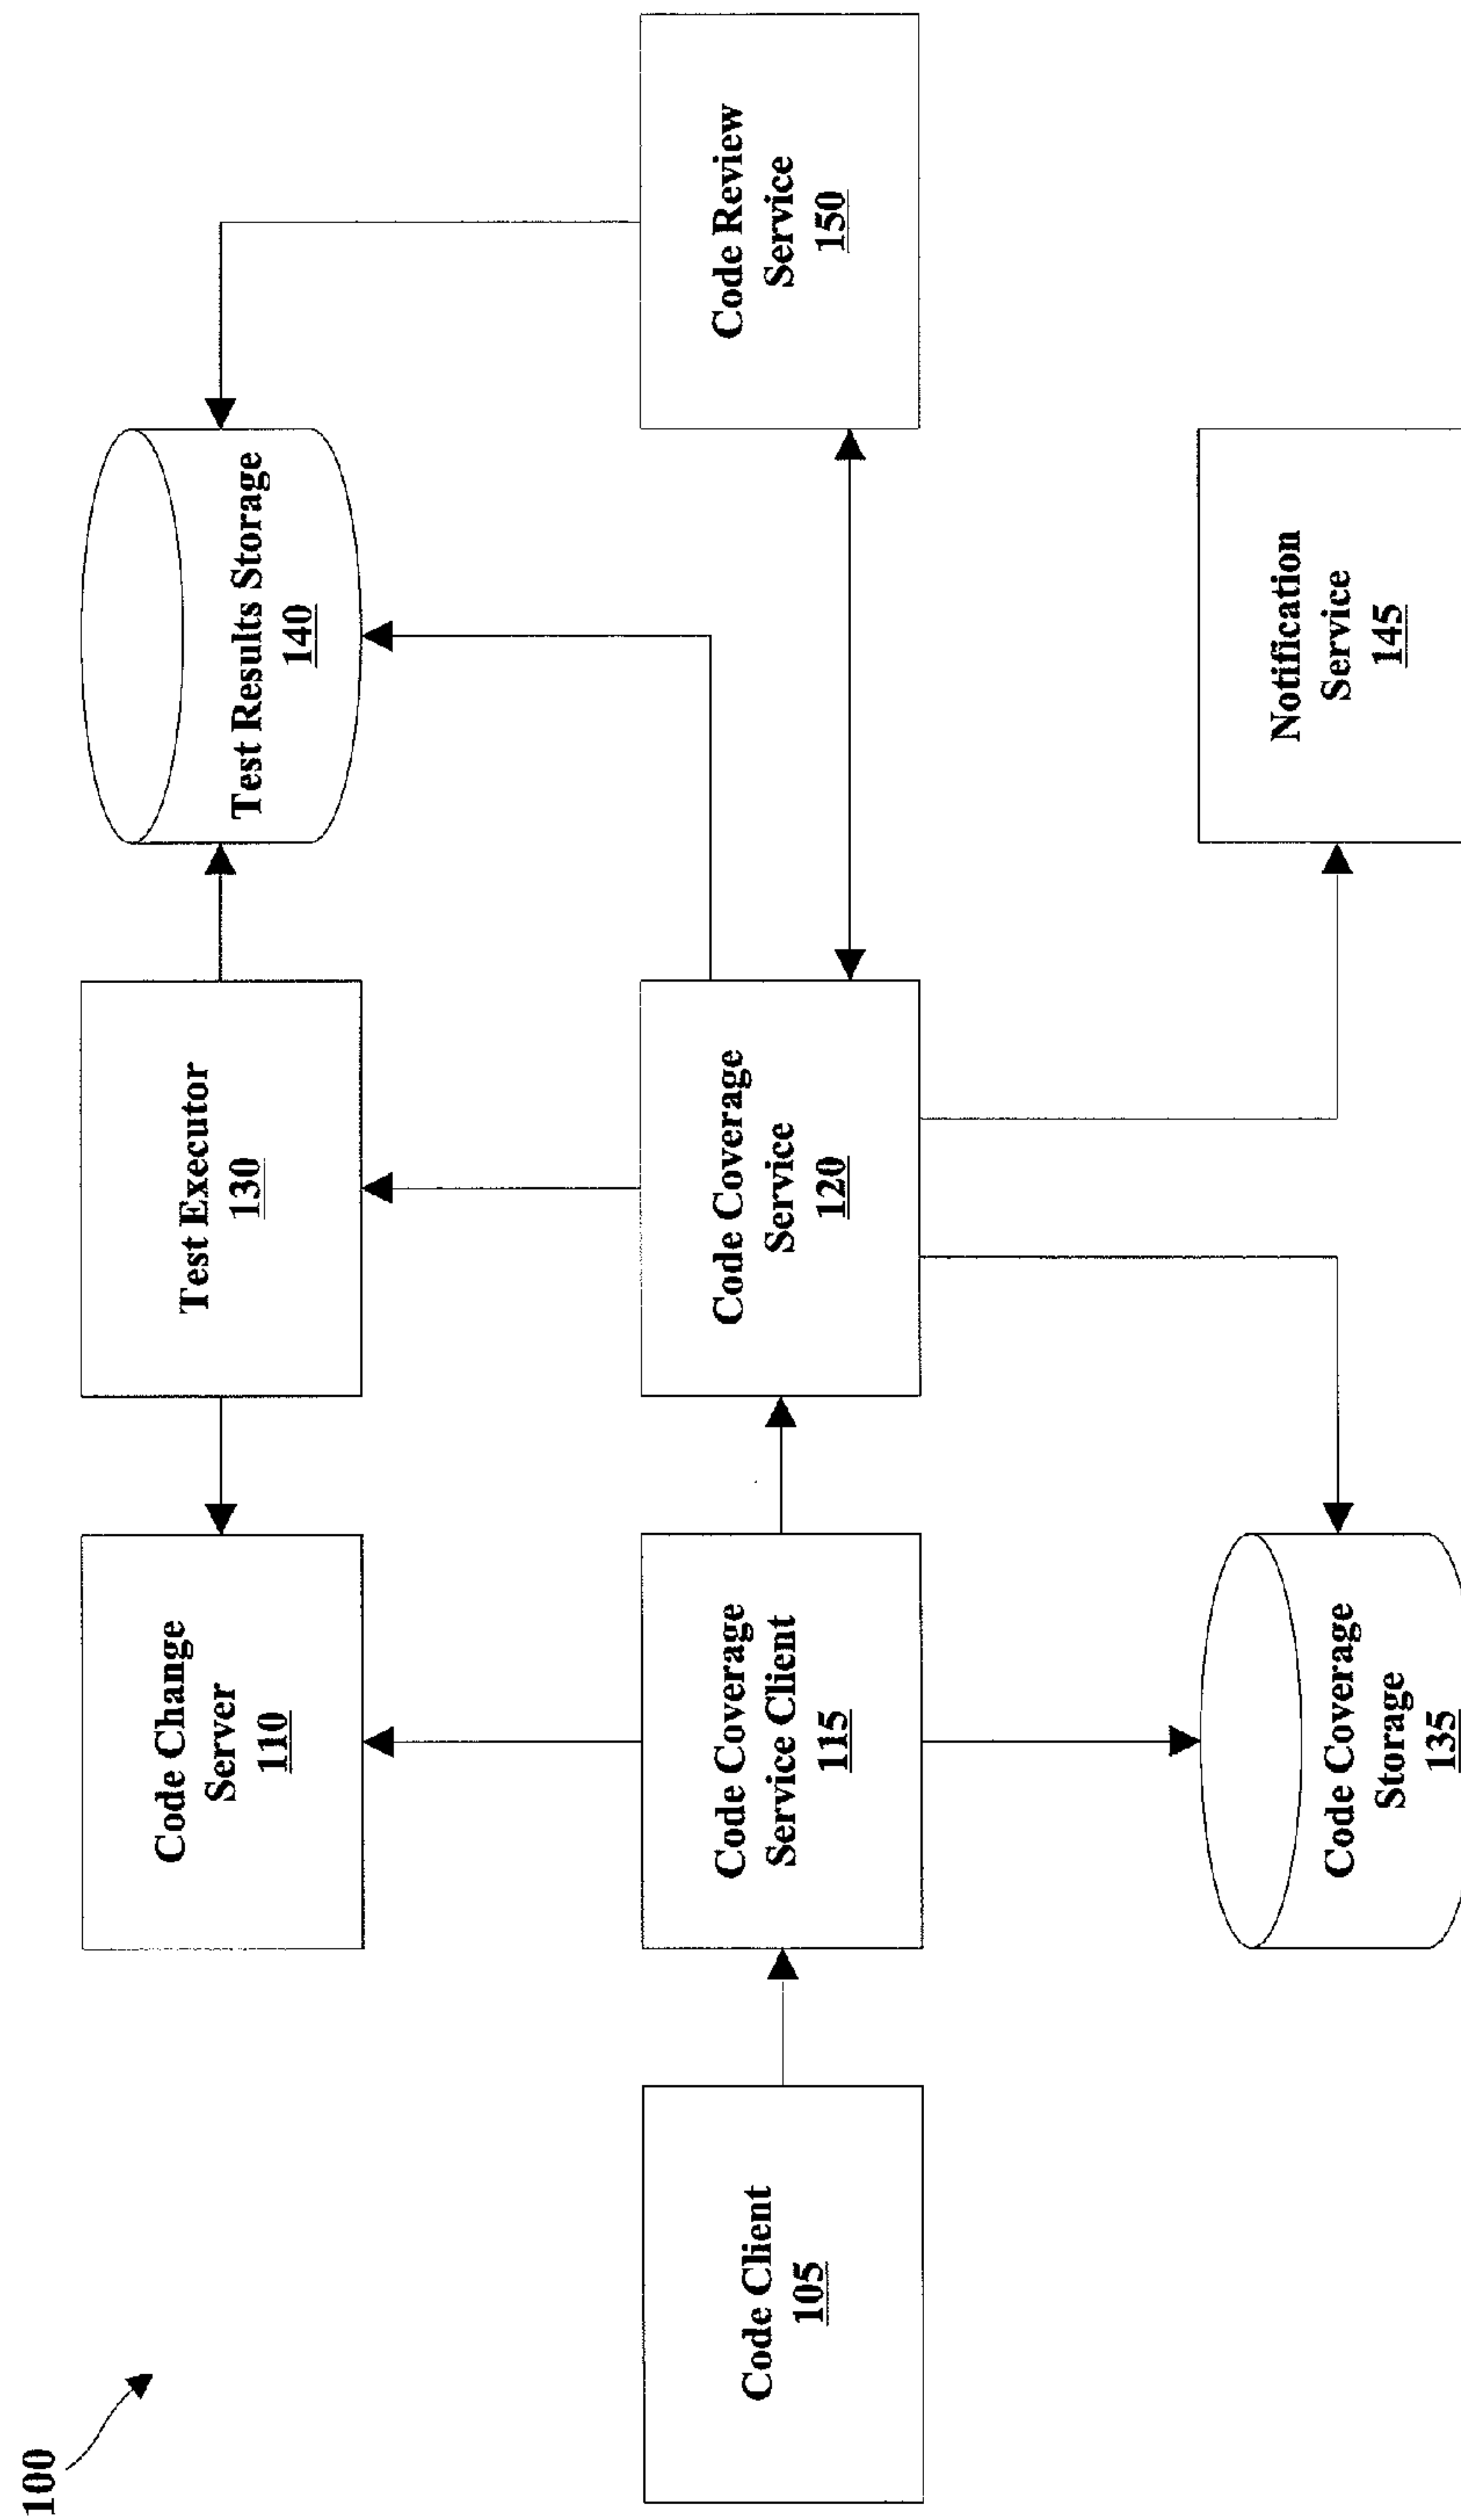 100
Code Change
Server
110
Test Executor
130
Test Results Storage
140
Code Client
105
Code Coverage
Service Client
115
Code Coverage
Service
120
Code Review
Service
150
Code Coverage
Storage
135
Notification
Service
145